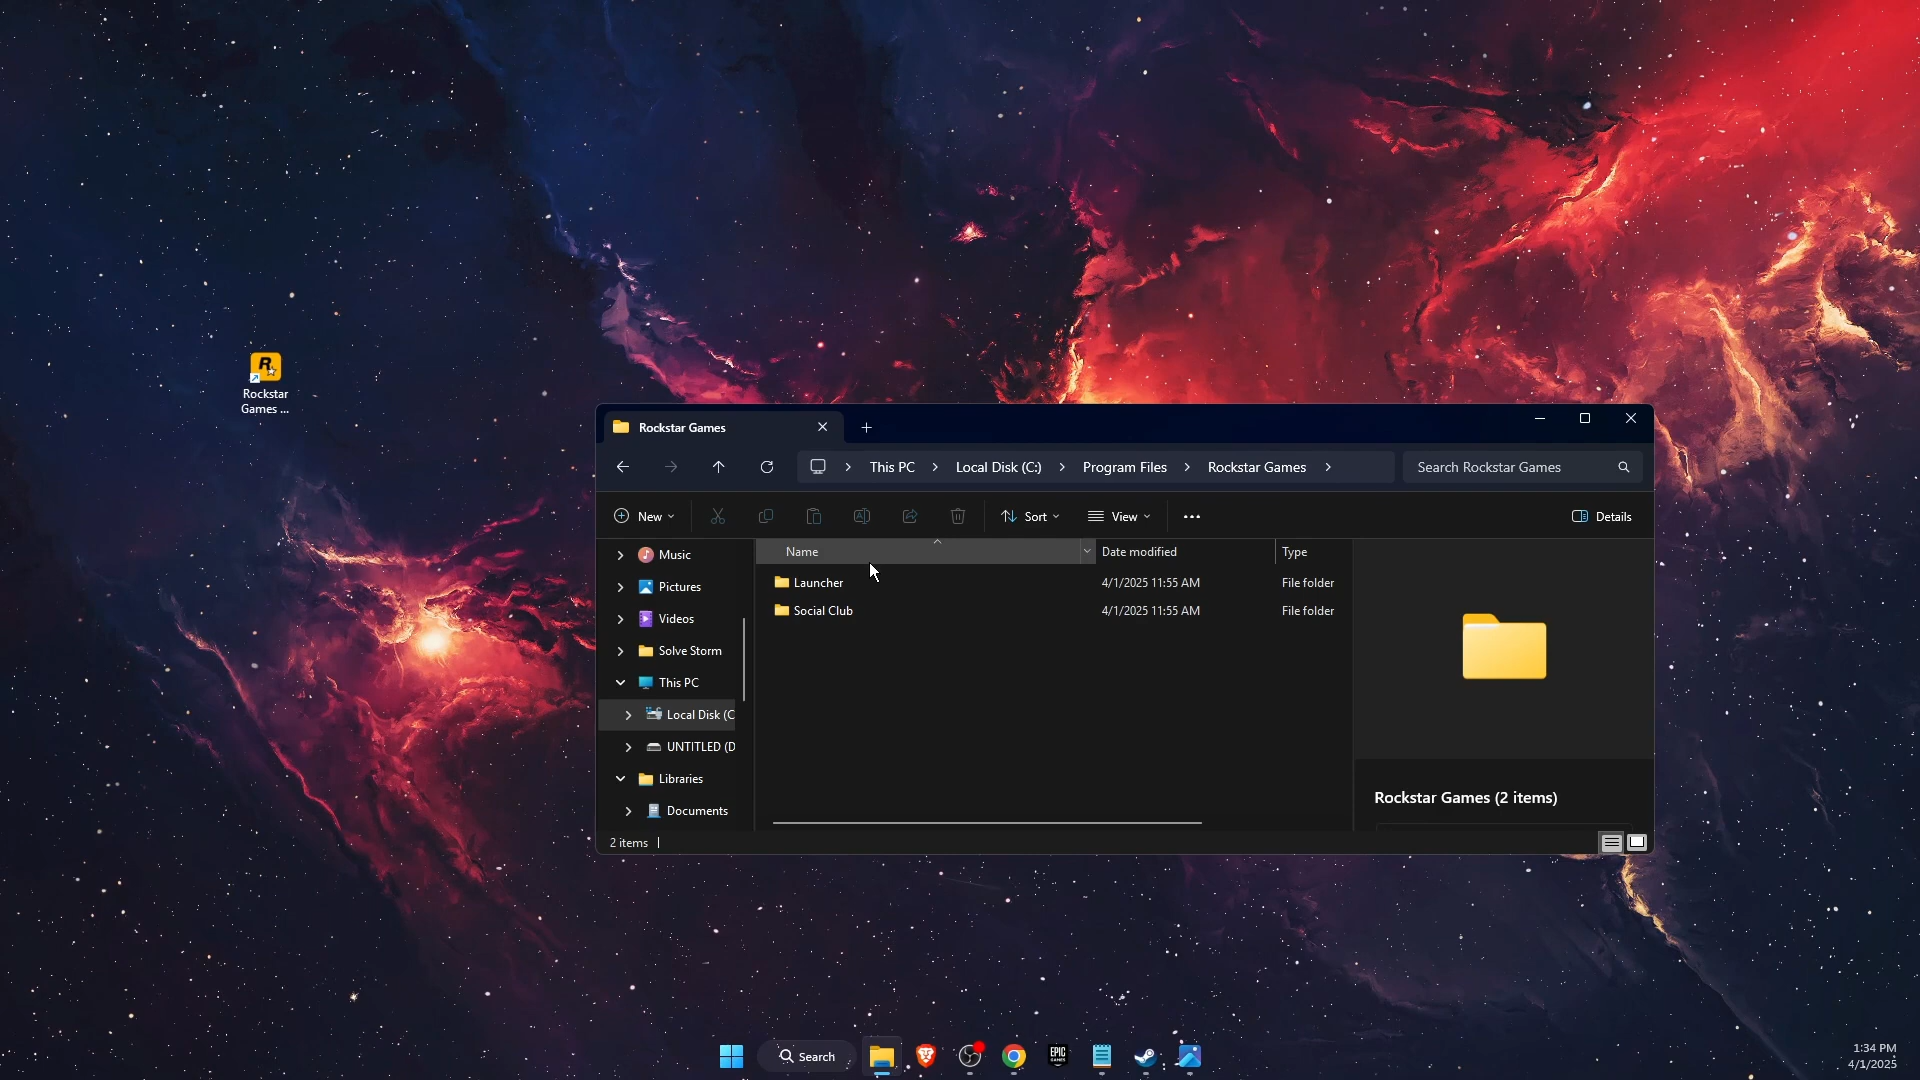 Rockstar
Games ...
Rockstar Games
This PC
Local Disk (C:)
Program Files
Rockstar Games
Search Rockstar Games
New
Sort
View
Details
Name
Date modified
Type
Music
Pictures
Videos
Solve Storm
This PC
Local Disk (C
UNTITLED (D
Libraries
Documents
Launcher
4/1/2025 11:55 AM
File folder
Social Club
4/1/2025 11:55 AM
File folder
Rockstar Games (2 items)
2 items
Search
EPIC
GAMES
1:34 PM
4/1/2025